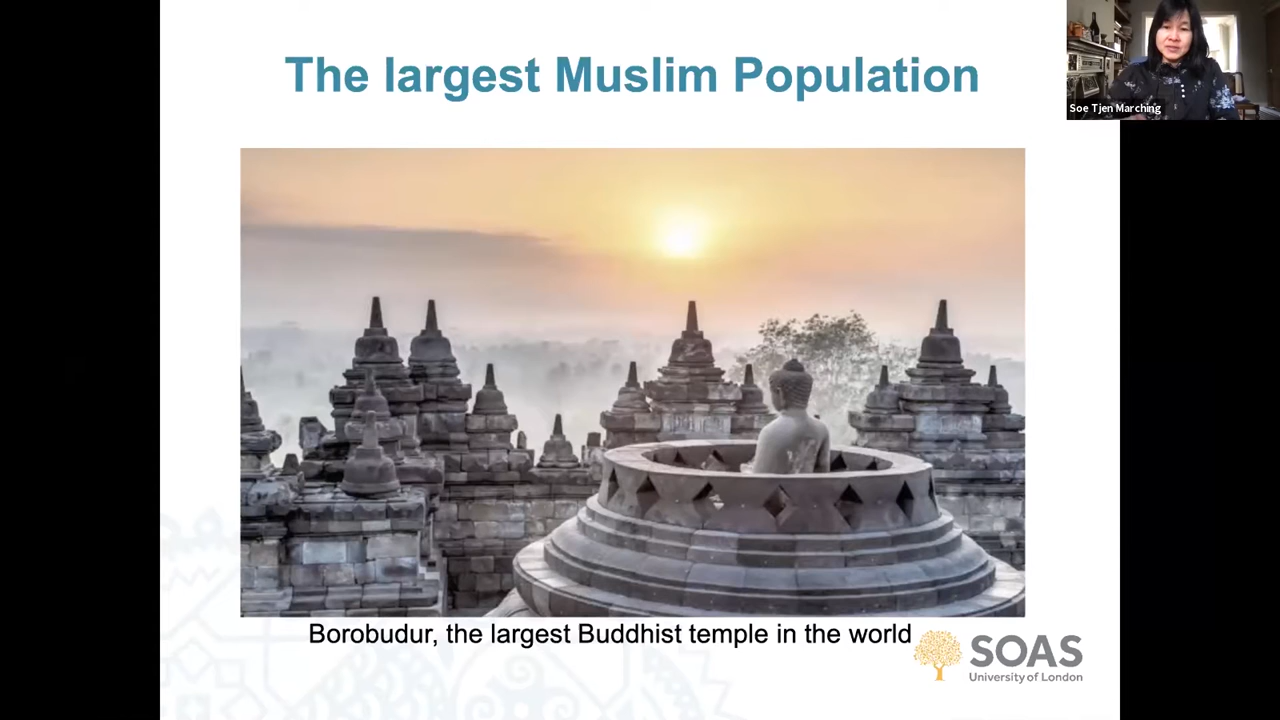 The largest Muslim Population
Soe Tjen Marching
Borobudur, the largest Buddhist temple in the world
SOAS
University of London